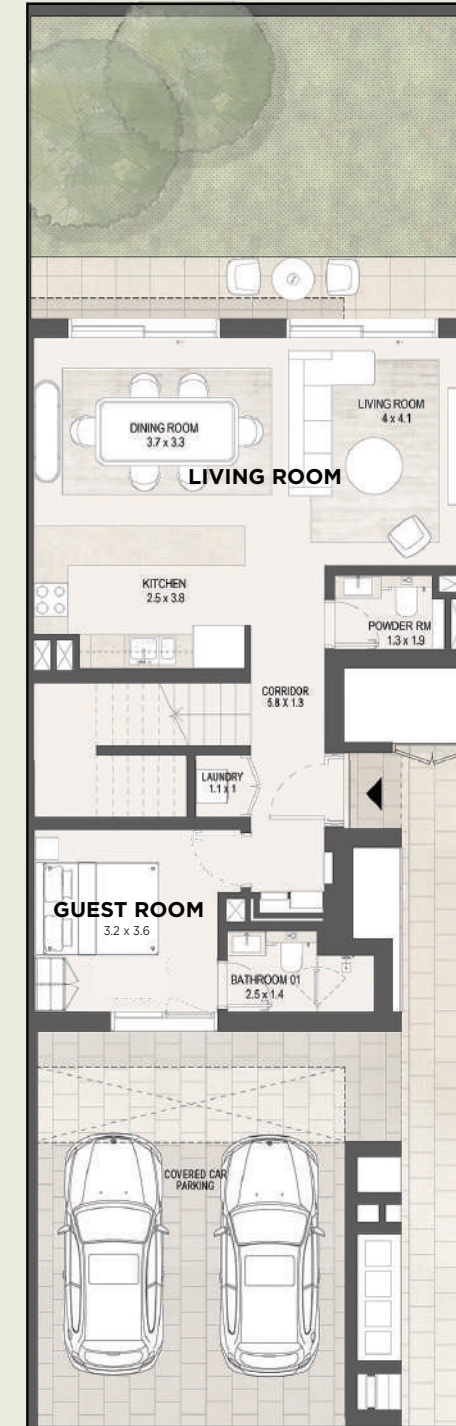 LIVING ROOM
4 x 4.1
DINING ROOM
3.7 x 3.3
LIVING ROOM
KITCHEN
2.5 x 3.8
POWDER RM
1.3 x 1.9
CORRIDOR
5.8 X 1.3
LAUNDRY
1.1 x 1
GUEST ROOM
3.2 x 3.6
BATHROOM 01
2.5 x 1.4
COVERED CAR
PARKING